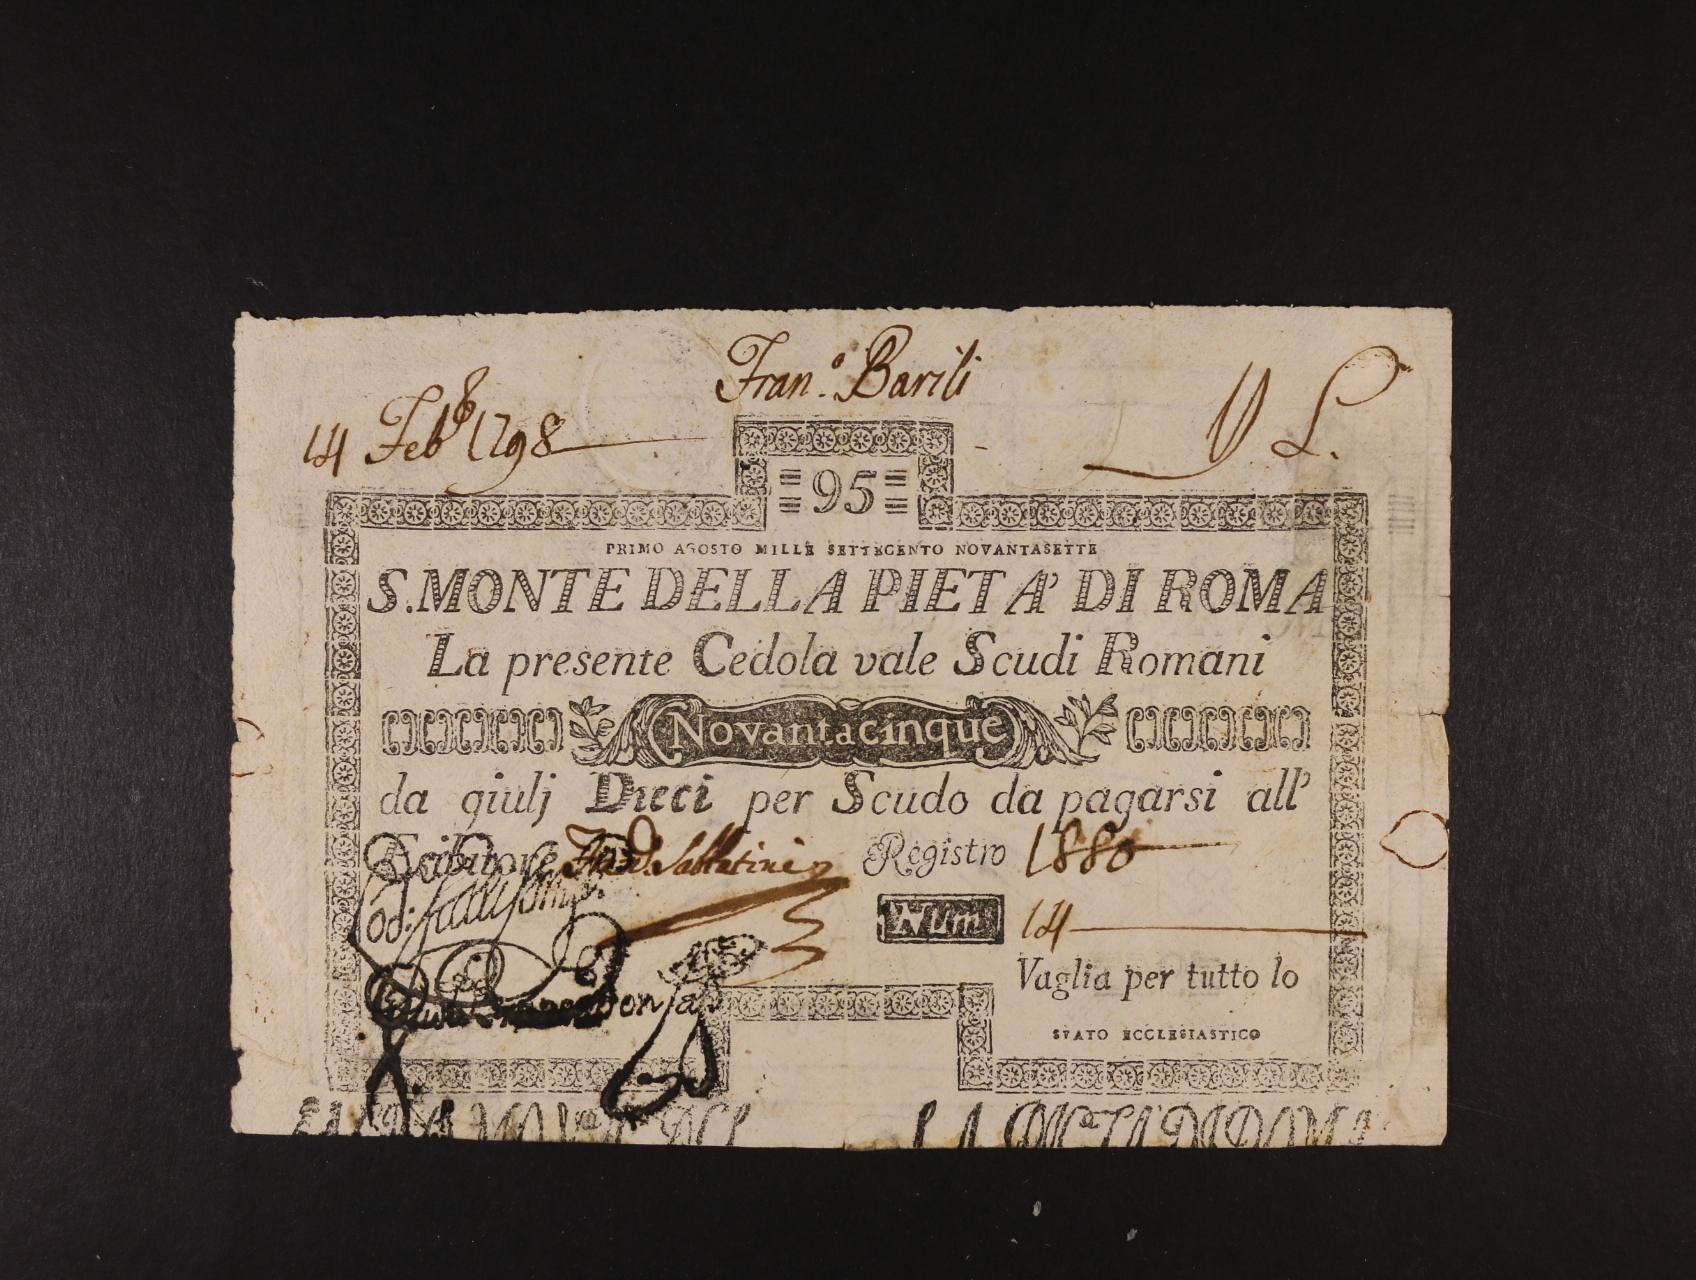 Fran.º Barili
14 Feb 1798
95
PRIMO AGOSTO MILLE SETTECENTO NOVANTASETTE
S. MONTE DELLA PIETA' DI ROMA
La presente Cedola vale Scudi Romani
Novantacinque
da giulj Dieci per Scudo da pagarsi all'
Esibitore Sabbatini Registro 1880
Num 14
Vaglia per tutto lo
STATO ECCLESIASTICO